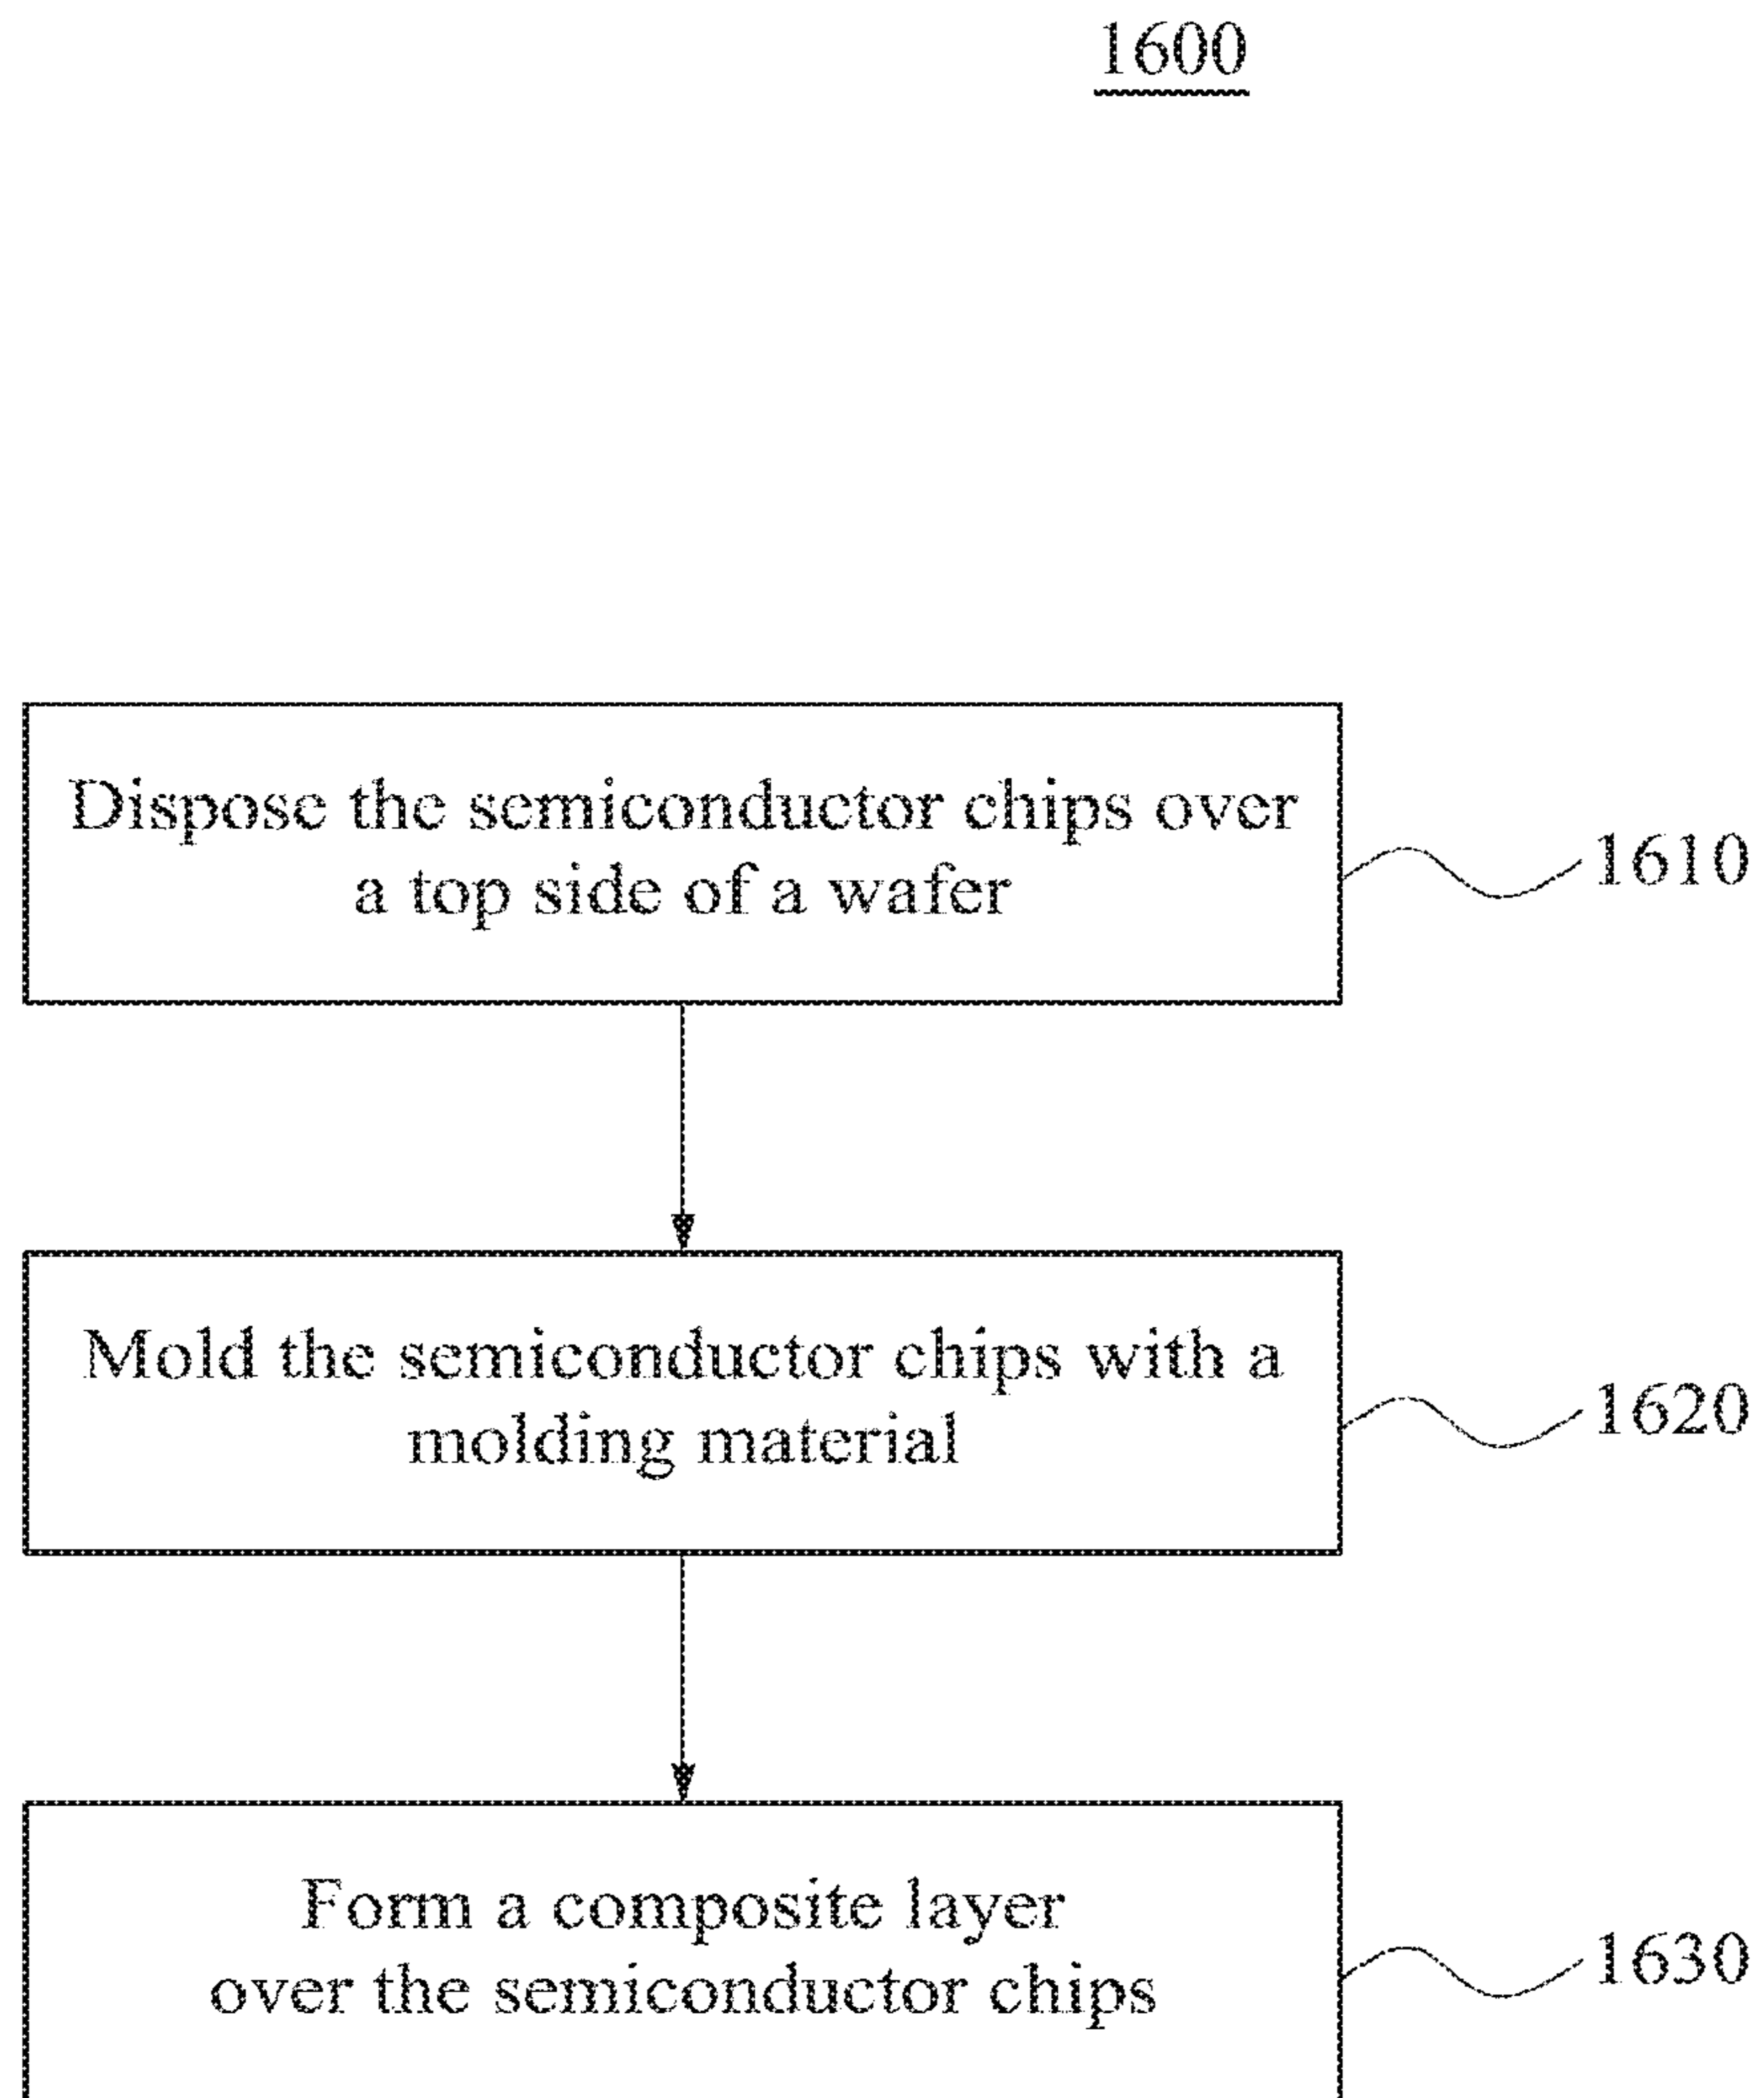 1600
Dispose the semiconductor chips over
a top side of a wafer
1610
Mold the semiconductor chips with a
molding material
1620
Form a composite layer
over the semiconductor chips
1630